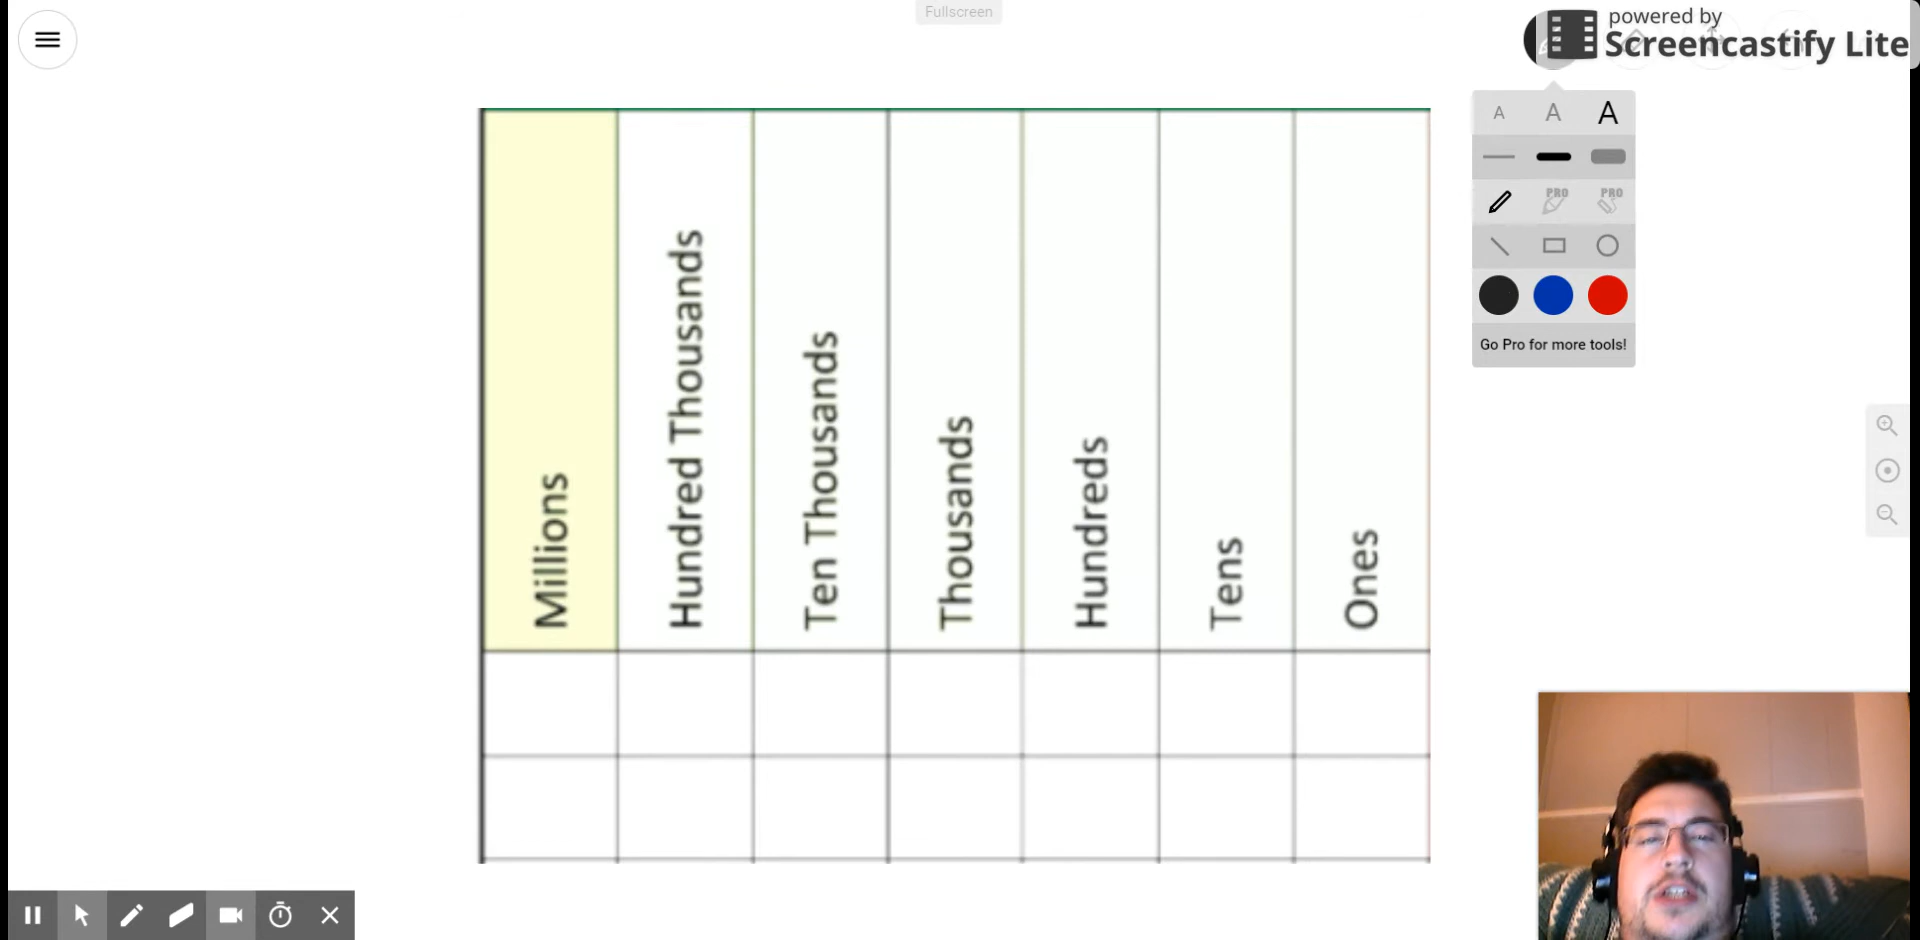 Fullscreen
powered by
Screencastify Lite
A A A
PRO PRO
Go Pro for more tools!
Millions
Hundred Thousands
Ten Thousands
Thousands
Hundreds
Tens
Ones